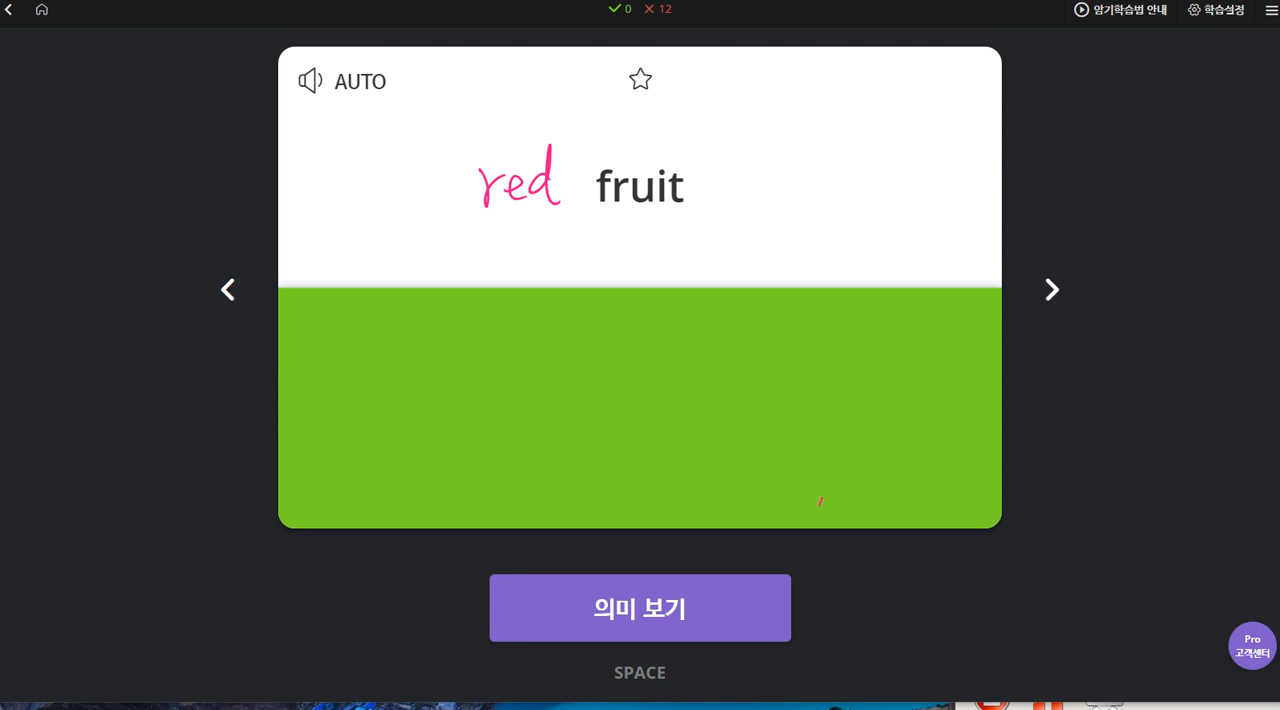 0 12 암기학습법 안내 학습설정
AUTO
red fruit
의미 보기
SPACE
Pro
고객센터